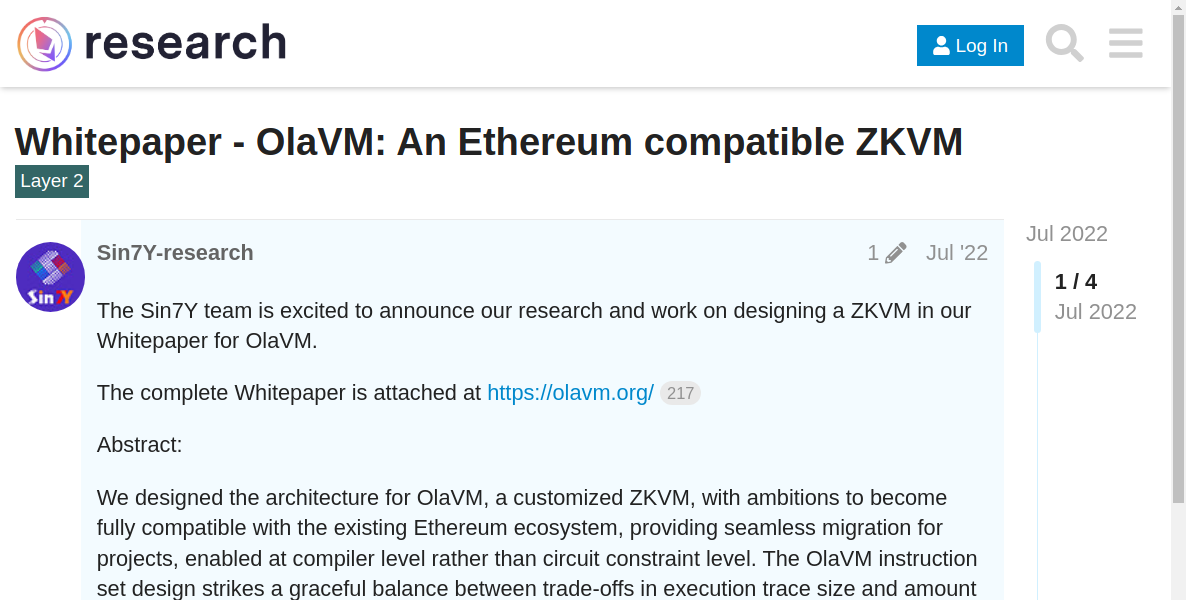 research
Log In
Whitepaper - OlaVM: An Ethereum compatible ZKVM
Layer 2
Sin7Y
Sin7Y-research
1
Jul '22
The Sin7Y team is excited to announce our research and work on designing a ZKVM in our
Whitepaper for OlaVM.
The complete Whitepaper is attached at https://olavm.org/ 217
Abstract:
We designed the architecture for OlaVM, a customized ZKVM, with ambitions to become
fully compatible with the existing Ethereum ecosystem, providing seamless migration for
projects, enabled at compiler level rather than circuit constraint level. The OlaVM instruction
set design strikes a graceful balance between trade-offs in execution trace size and amount
Jul 2022
1 / 4
Jul 2022